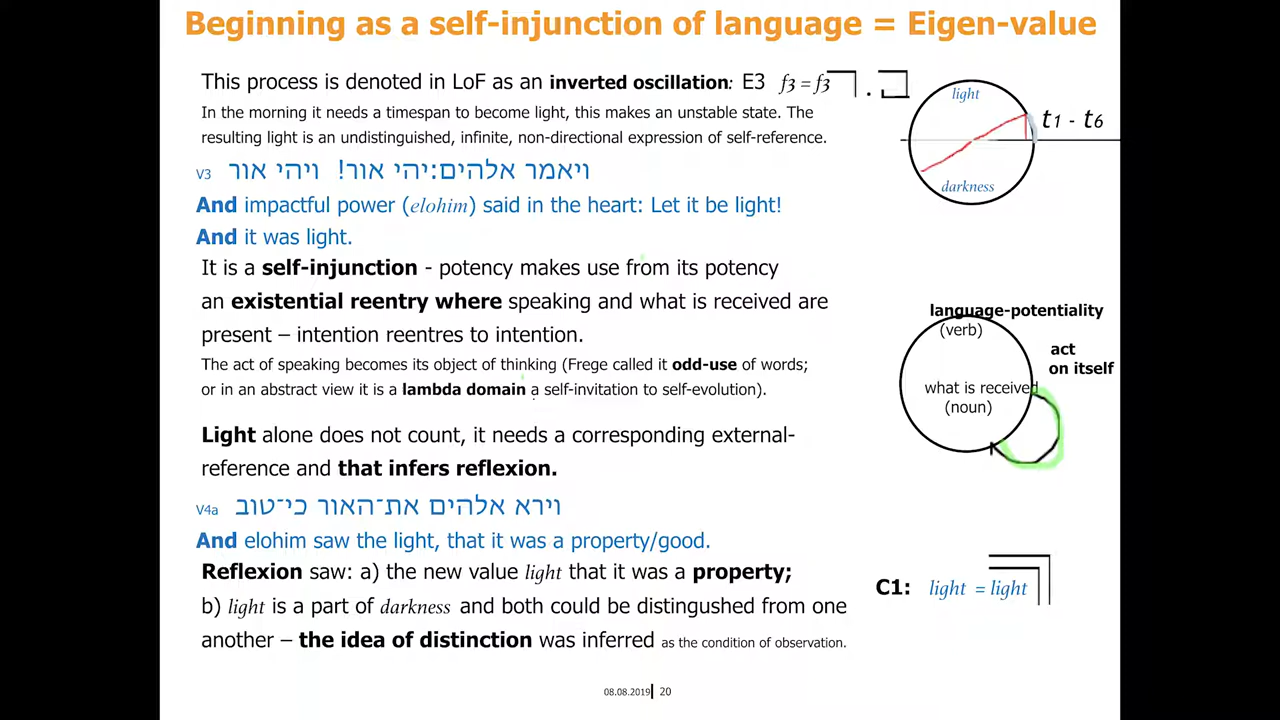 Beginning as a self-injunction of language = Eigen-value
This process is denoted in LoF as an inverted oscillation: E3 f3 = f3
In the morning it needs a timespan to become light, this makes an unstable state. The
resulting light is an undistinguished, infinite, non-directional expression of self-reference.
V3 ויאמר אלהים:יהי אור! ויהי אור
And impactful power (elohim) said in the heart: Let it be light!
And it was light.
It is a self-injunction - potency makes use from its potency
an existential reentry where speaking and what is received are
present – intention reentres to intention.
The act of speaking becomes its object of thinking (Frege called it odd-use of words;
or in an abstract view it is a lambda domain a self-invitation to self-evolution).
Light alone does not count, it needs a corresponding external-
reference and that infers reflexion.
V4a וירא אלהים את־האור כי־טוב
And elohim saw the light, that it was a property/good.
Reflexion saw: a) the new value light that it was a property;
b) light is a part of darkness and both could be distingushed from one
another – the idea of distinction was inferred as the condition of observation.
light
t1 - t6
darkness
language-potentiality
(verb)
act
on itself
what is received
(noun)
C1: light = light
08.08.2019 20